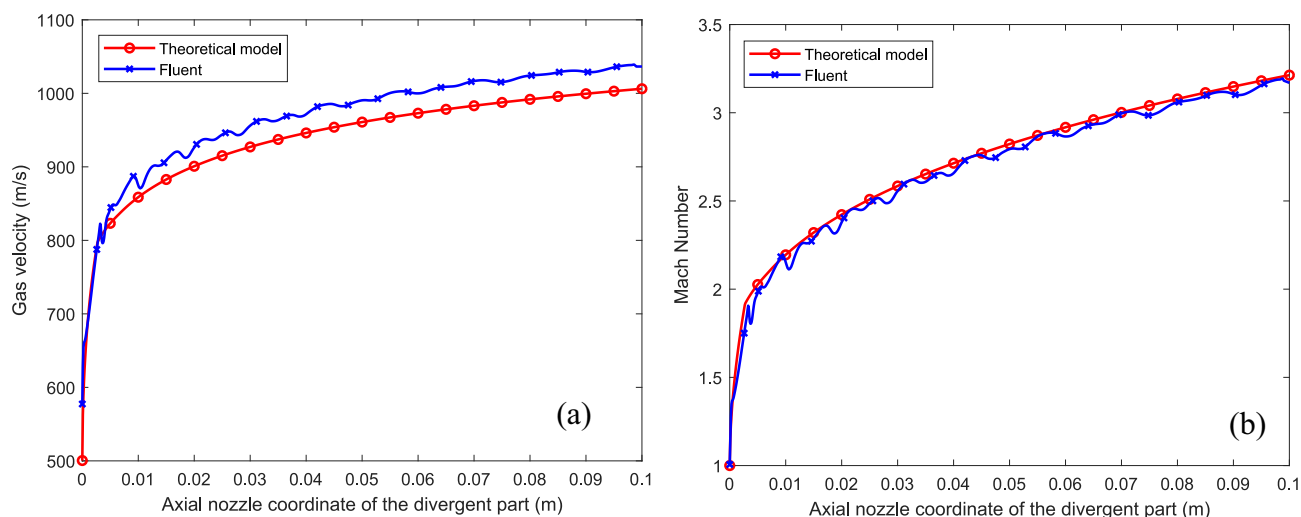 1100
1000
900
800
700
600
500
Gas velocity (m/s)
Theoretical model
Fluent
(a)
0 0.01 0.02 0.03 0.04 0.05 0.06 0.07 0.08 0.09 0.1
Axial nozzle coordinate of the divergent part (m)
3.5
3
2.5
2
1.5
1
Mach Number
Theoretical model
Fluent
(b)
0 0.01 0.02 0.03 0.04 0.05 0.06 0.07 0.08 0.09 0.1
Axial nozzle coordinate of the divergent part (m)